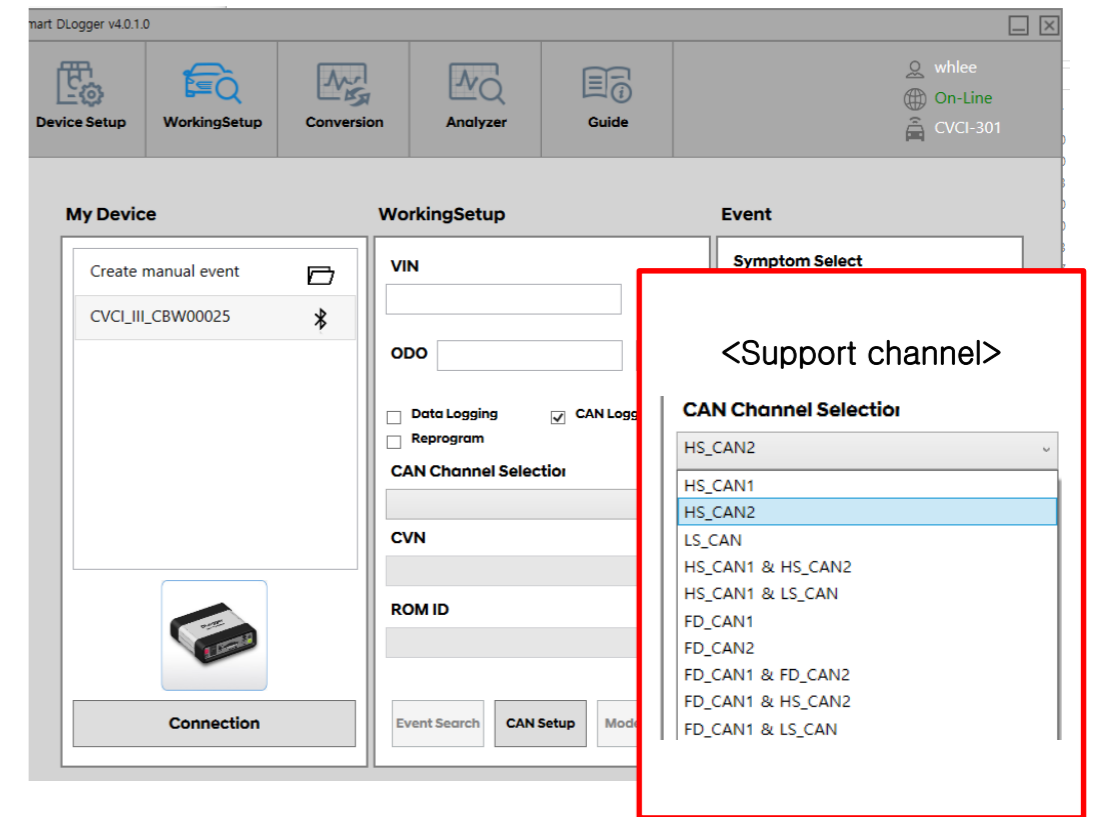 mart DLogger v4.0.1.0
whlee
On-Line
CVCI-301
Device Setup
WorkingSetup
Conversion
Analyzer
Guide
My Device
Create manual event
CVCI_III_CBW00025
Connection
WorkingSetup
VIN
ODO
Data Logging
CAN Logg
Reprogram
CAN Channel Selection
CVN
ROM ID
Event Search
CAN Setup
Mode
Event
Symptom Select
<Support channel>
CAN Channel Selection
HS_CAN2
HS_CAN1
HS_CAN2
LS_CAN
HS_CAN1 & HS_CAN2
HS_CAN1 & LS_CAN
FD_CAN1
FD_CAN2
FD_CAN1 & FD_CAN2
FD_CAN1 & HS_CAN2
FD_CAN1 & LS_CAN